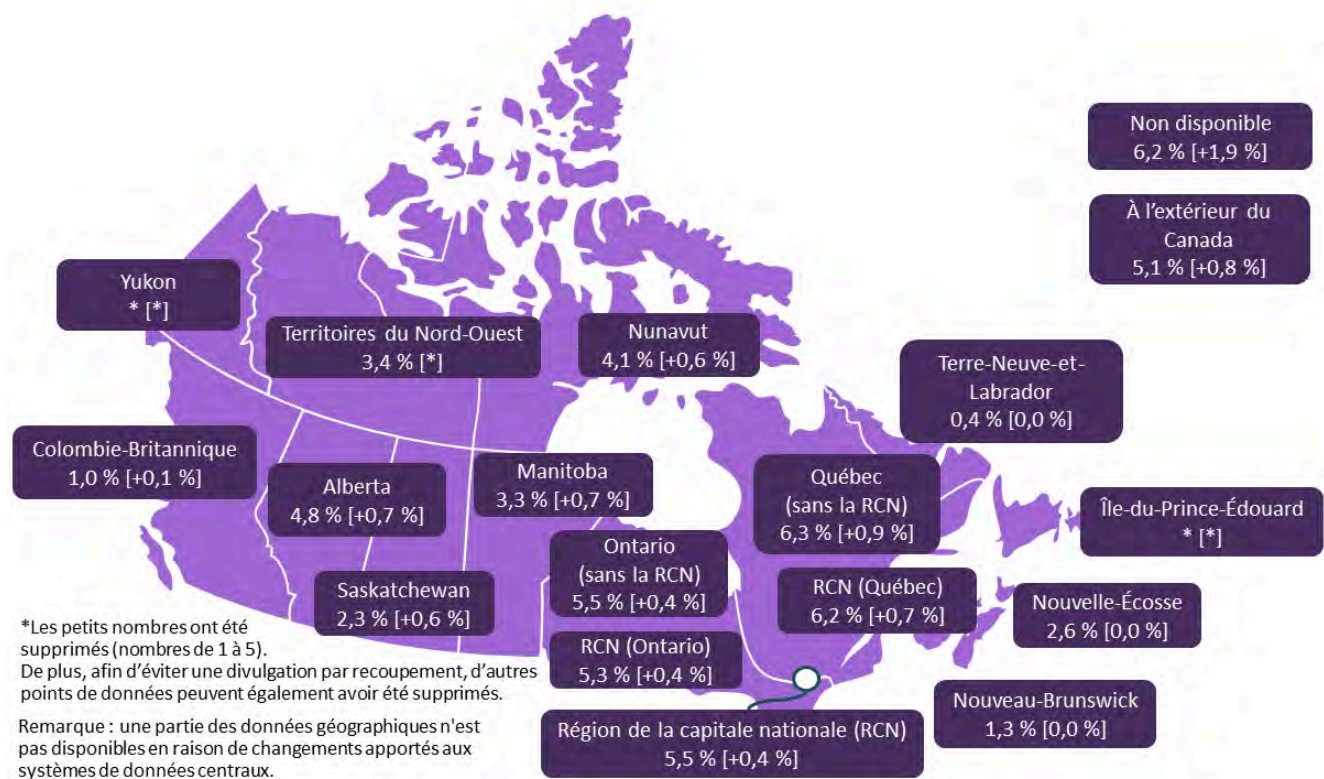 Non disponible
6,2 % [+1,9 %]
À l’extérieur du
Canada
5,1 % [+0,8 %]
Yukon
* [*]
Territoires du Nord-Ouest
3,4 % [*]
Nunavut
4,1 % [+0,6 %]
Terre-Neuve-et-
Labrador
0,4 % [0,0 %]
Colombie-Britannique
1,0 % [+0,1 %]
Alberta
4,8 % [+0,7 %]
Manitoba
3,3 % [+0,7 %]
Québec
(sans la RCN)
6,3 % [+0,9 %]
Île-du-Prince-Édouard
* [*]
Ontario
(sans la RCN)
5,5 % [+0,4 %]
Saskatchewan
2,3 % [+0,6 %]
RCN (Québec)
6,2 % [+0,7 %]
Nouvelle-Écosse
2,6 % [0,0 %]
RCN (Ontario)
5,3 % [+0,4 %]
Nouveau-Brunswick
1,3 % [0,0 %]
Région de la capitale nationale (RCN)
5,5 % [+0,4 %]
*Les petits nombres ont été
supprimés (nombres de 1 à 5).
De plus, afin d’éviter une divulgation par recoupement, d’autres
points de données peuvent également avoir été supprimés.
Remarque : une partie des données géographiques n'est
pas disponibles en raison de changements apportés aux
systèmes de données centraux.